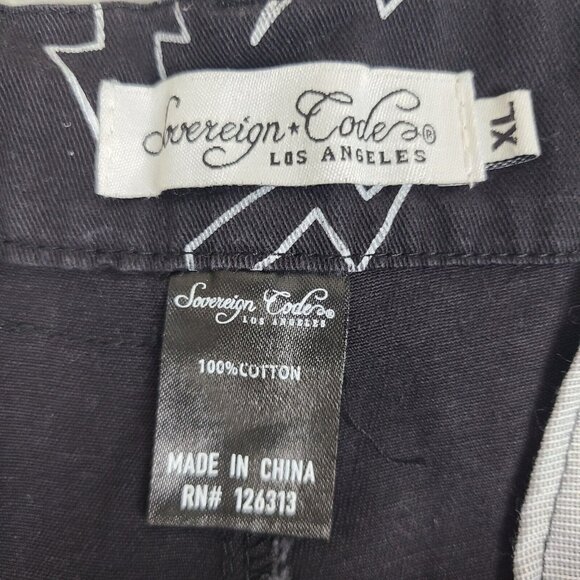 Sovereign ★ Code®
LOS ANGELES
XL
Sovereign Code®
LOS ANGELES
100%COTTON
MADE IN CHINA
RN# 126313